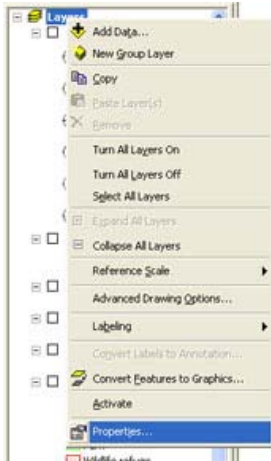 Layers
Add Data...
New Group Layer
Copy
Paste Layer(s)
Remove
Turn All Layers On
Turn All Layers Off
Select All Layers
Expand All Layers
Collapse All Layers
Reference Scale
Advanced Drawing Options...
Labeling
Convert Labels to Annotation...
Convert Features to Graphics...
Activate
Properties...
Wildlife refuge